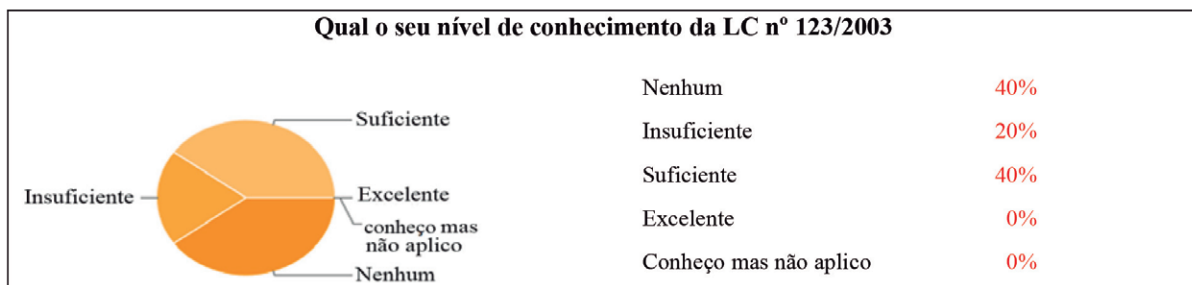 Qual o seu nível de conhecimento da LC nº 123/2003
Suficiente
Insuficiente
Excelente
conheço mas
não aplico
Nenhum
Nenhum 40%
Insuficiente 20%
Suficiente 40%
Excelente 0%
Conheço mas não aplico 0%